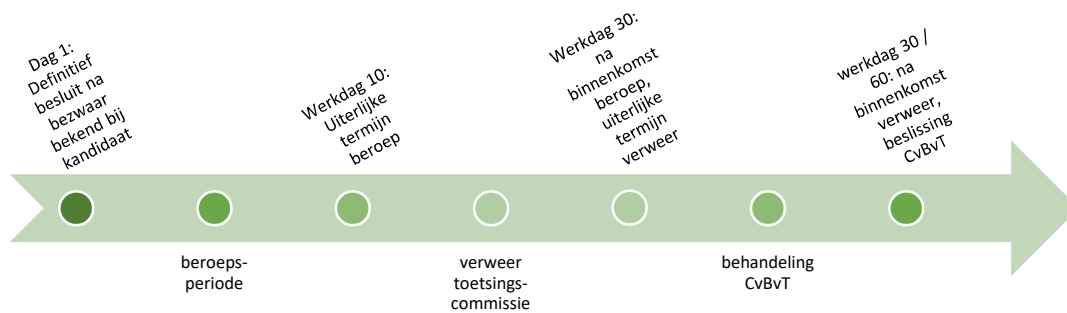 Dag 1:
Definitief
besluit na
bezwaar
bekend bij
kandidaat
beroeps-
periode
Werkdag 10:
Uiterlijke
termijn
beroep
verweer
toetsings-
commissie
Werkdag 30:
na
binnenkomst
beroep,
uiterlijke
termijn
verweer
behandeling
CvBvT
werkdag 30 /
60: na
binnenkomst
verweer,
beslissing
CvBvT